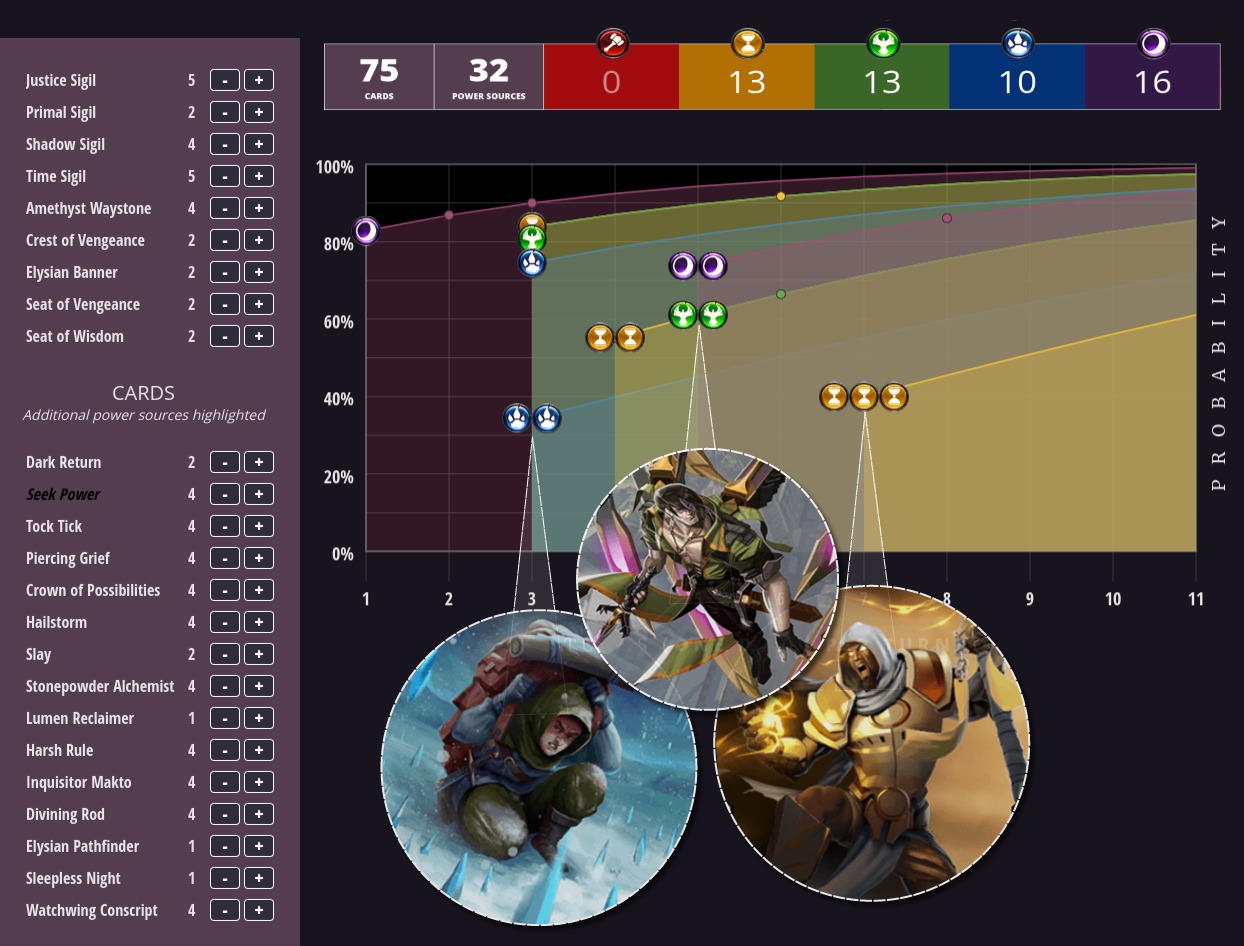 Justice Sigil 5 - +
Primal Sigil 2 - +
Shadow Sigil 4 - +
Time Sigil 5 - +
Amethyst Waystone 4 - +
Crest of Vengeance 2 - +
Elysian Banner 2 - +
Seat of Vengeance 2 - +
Seat of Wisdom 2 - +
CARDS
Additional power sources highlighted
Dark Return 2 - +
Seek Power 4 - +
Tock Tick 4 - +
Piercing Grief 4 - +
Crown of Possibilities 4 - +
Hailstorm 4 - +
Slay 2 - +
Stonepowder Alchemist 4 - +
Lumen Reclaimer 1 - +
Harsh Rule 4 - +
Inquisitor Makto 4 - +
Divining Rod 4 - +
Elysian Pathfinder 1 - +
Sleepless Night 1 - +
Watchwing Conscript 4 - +
75
CARDS
32
POWER SOURCES
0
13
13
10
16
100%
80%
60%
40%
20%
0%
1 2 3 8 9 10 11
PROBABILITY